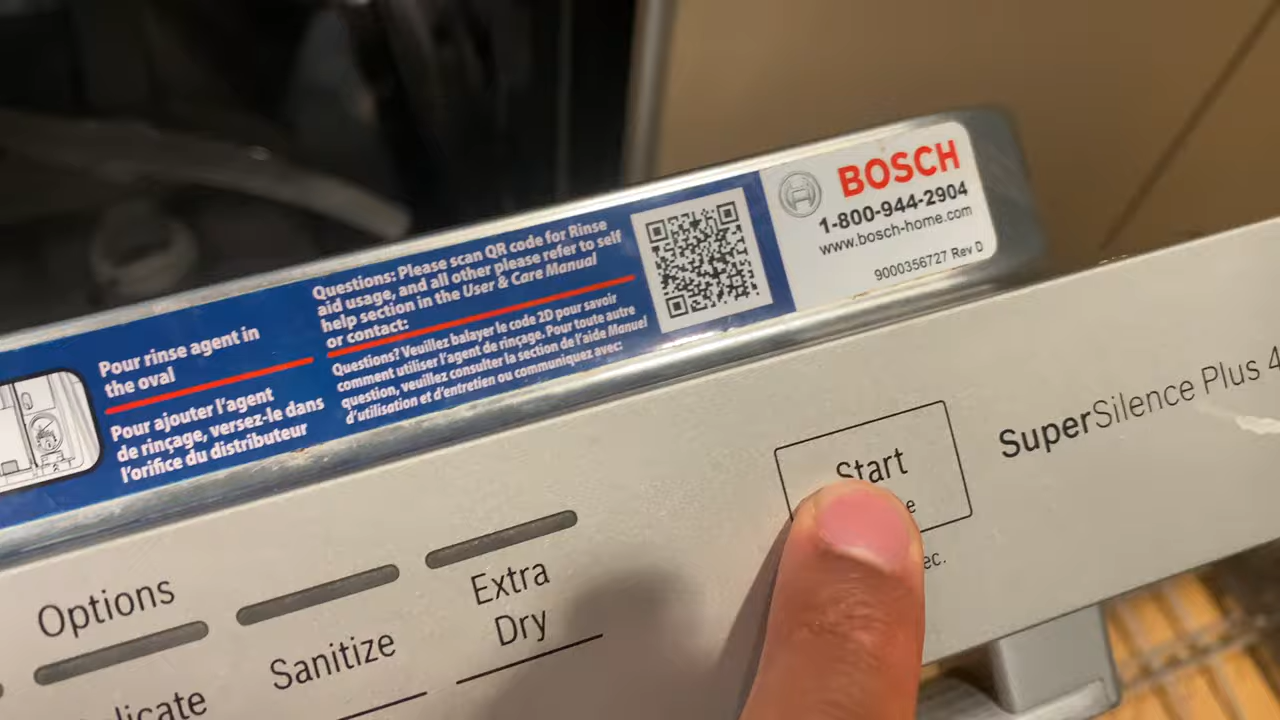 Pour rinse agent in
the oval
Pour ajouter l'agent
de rinçage, versez-le dans
l'orifice du distributeur
Questions: Please scan QR code for Rinse
aid usage, and all other please refer to self
help section in the User & Care Manual
or contact:
Questions? Veuillez balayer le code 2D pour savoir
comment utiliser l'agent de rinçage. Pour toute autre
question, veuillez consulter la section de l'aide Manuel
d'utilisation et d'entretien ou communiquez avec:
BOSCH
1-800-944-2904
www.bosch-home.com
9000356727 Rev D
Start
SuperSilence Plus 4
Options
Sanitize
Extra
Dry